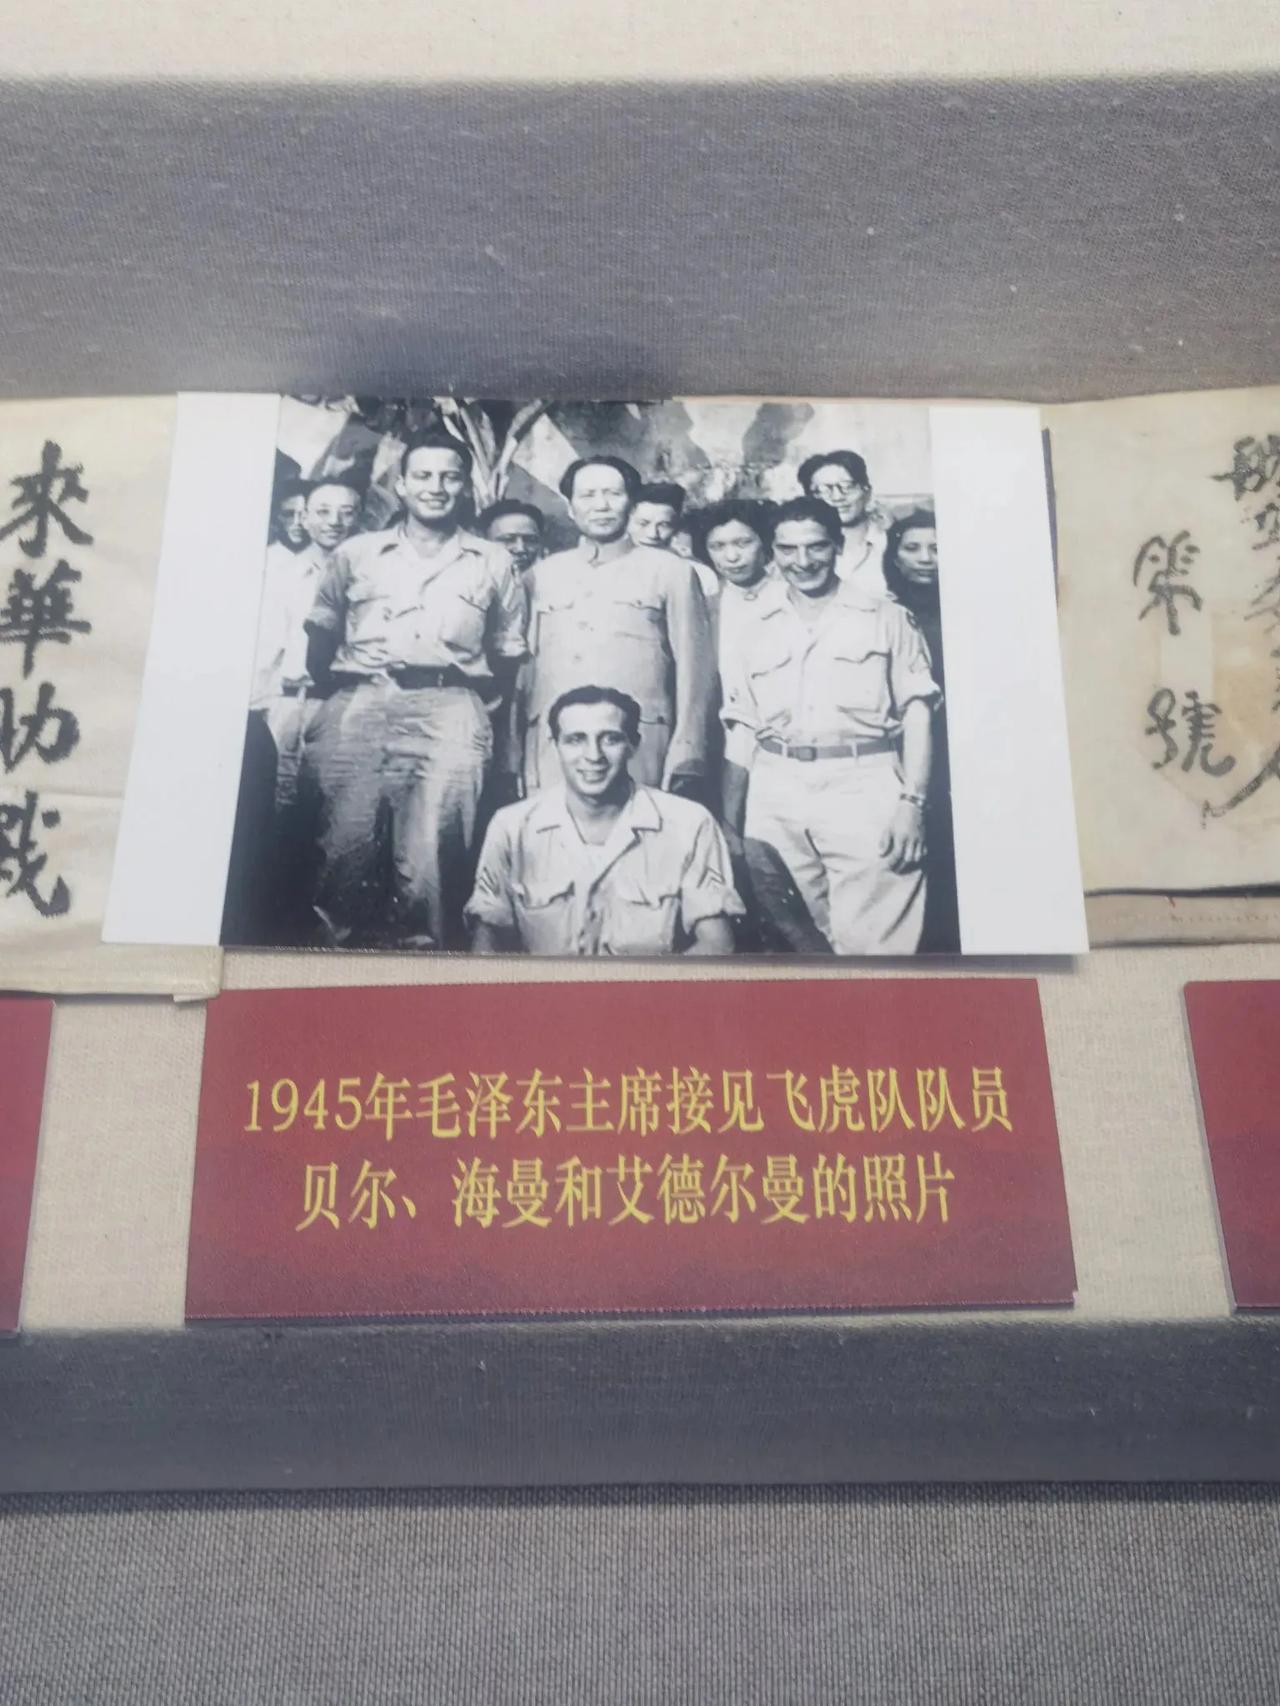 來華助戰
1945年毛泽东主席接见飞虎队队员
贝尔、海曼和艾德尔曼的照片
第 號